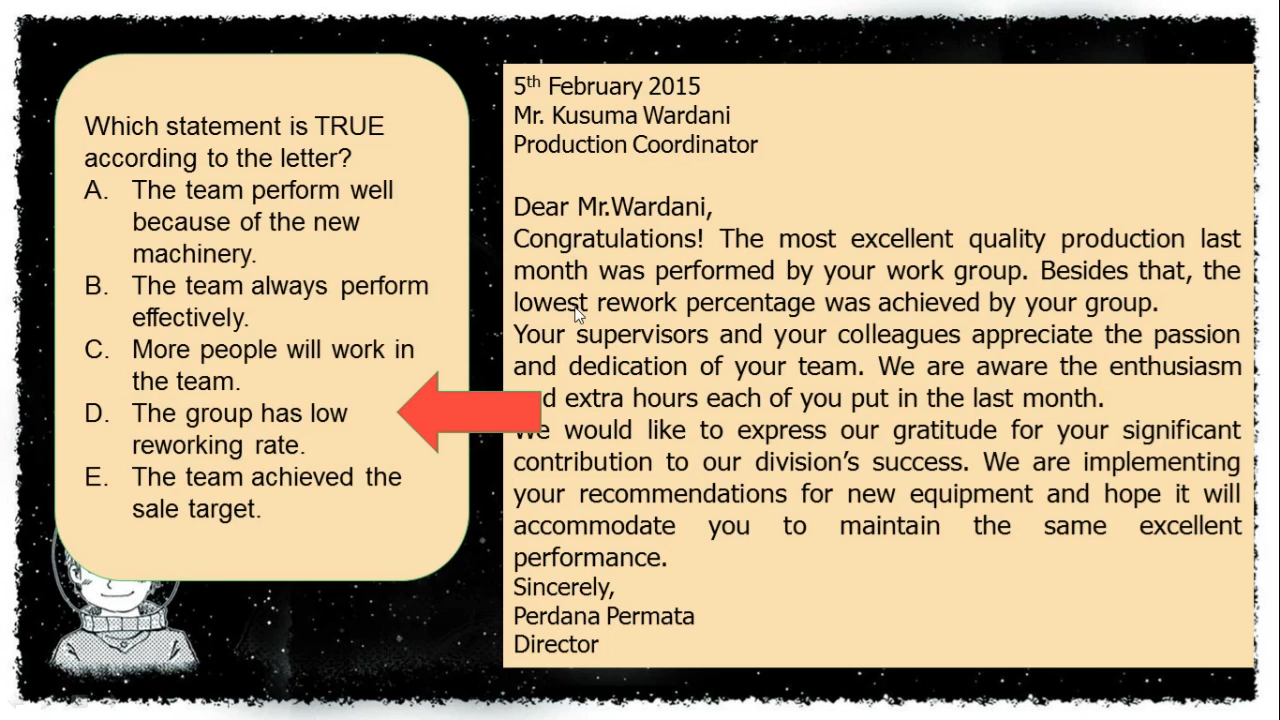 Which statement is TRUE
according to the letter?
A. The team perform well
because of the new
machinery.
B. The team always perform
effectively.
C. More people will work in
the team.
D. The group has low
reworking rate.
E. The team achieved the
sale target.
5th February 2015
Mr. Kusuma Wardani
Production Coordinator
Dear Mr.Wardani,
Congratulations! The most excellent quality production last
month was performed by your work group. Besides that, the
lowest rework percentage was achieved by your group.
Your supervisors and your colleagues appreciate the passion
and dedication of your team. We are aware the enthusiasm
extra hours each of you put in the last month.
We would like to express our gratitude for your significant
contribution to our division’s success. We are implementing
your recommendations for new equipment and hope it will
accommodate you to maintain the same excellent
performance.
Sincerely,
Perdana Permata
Director